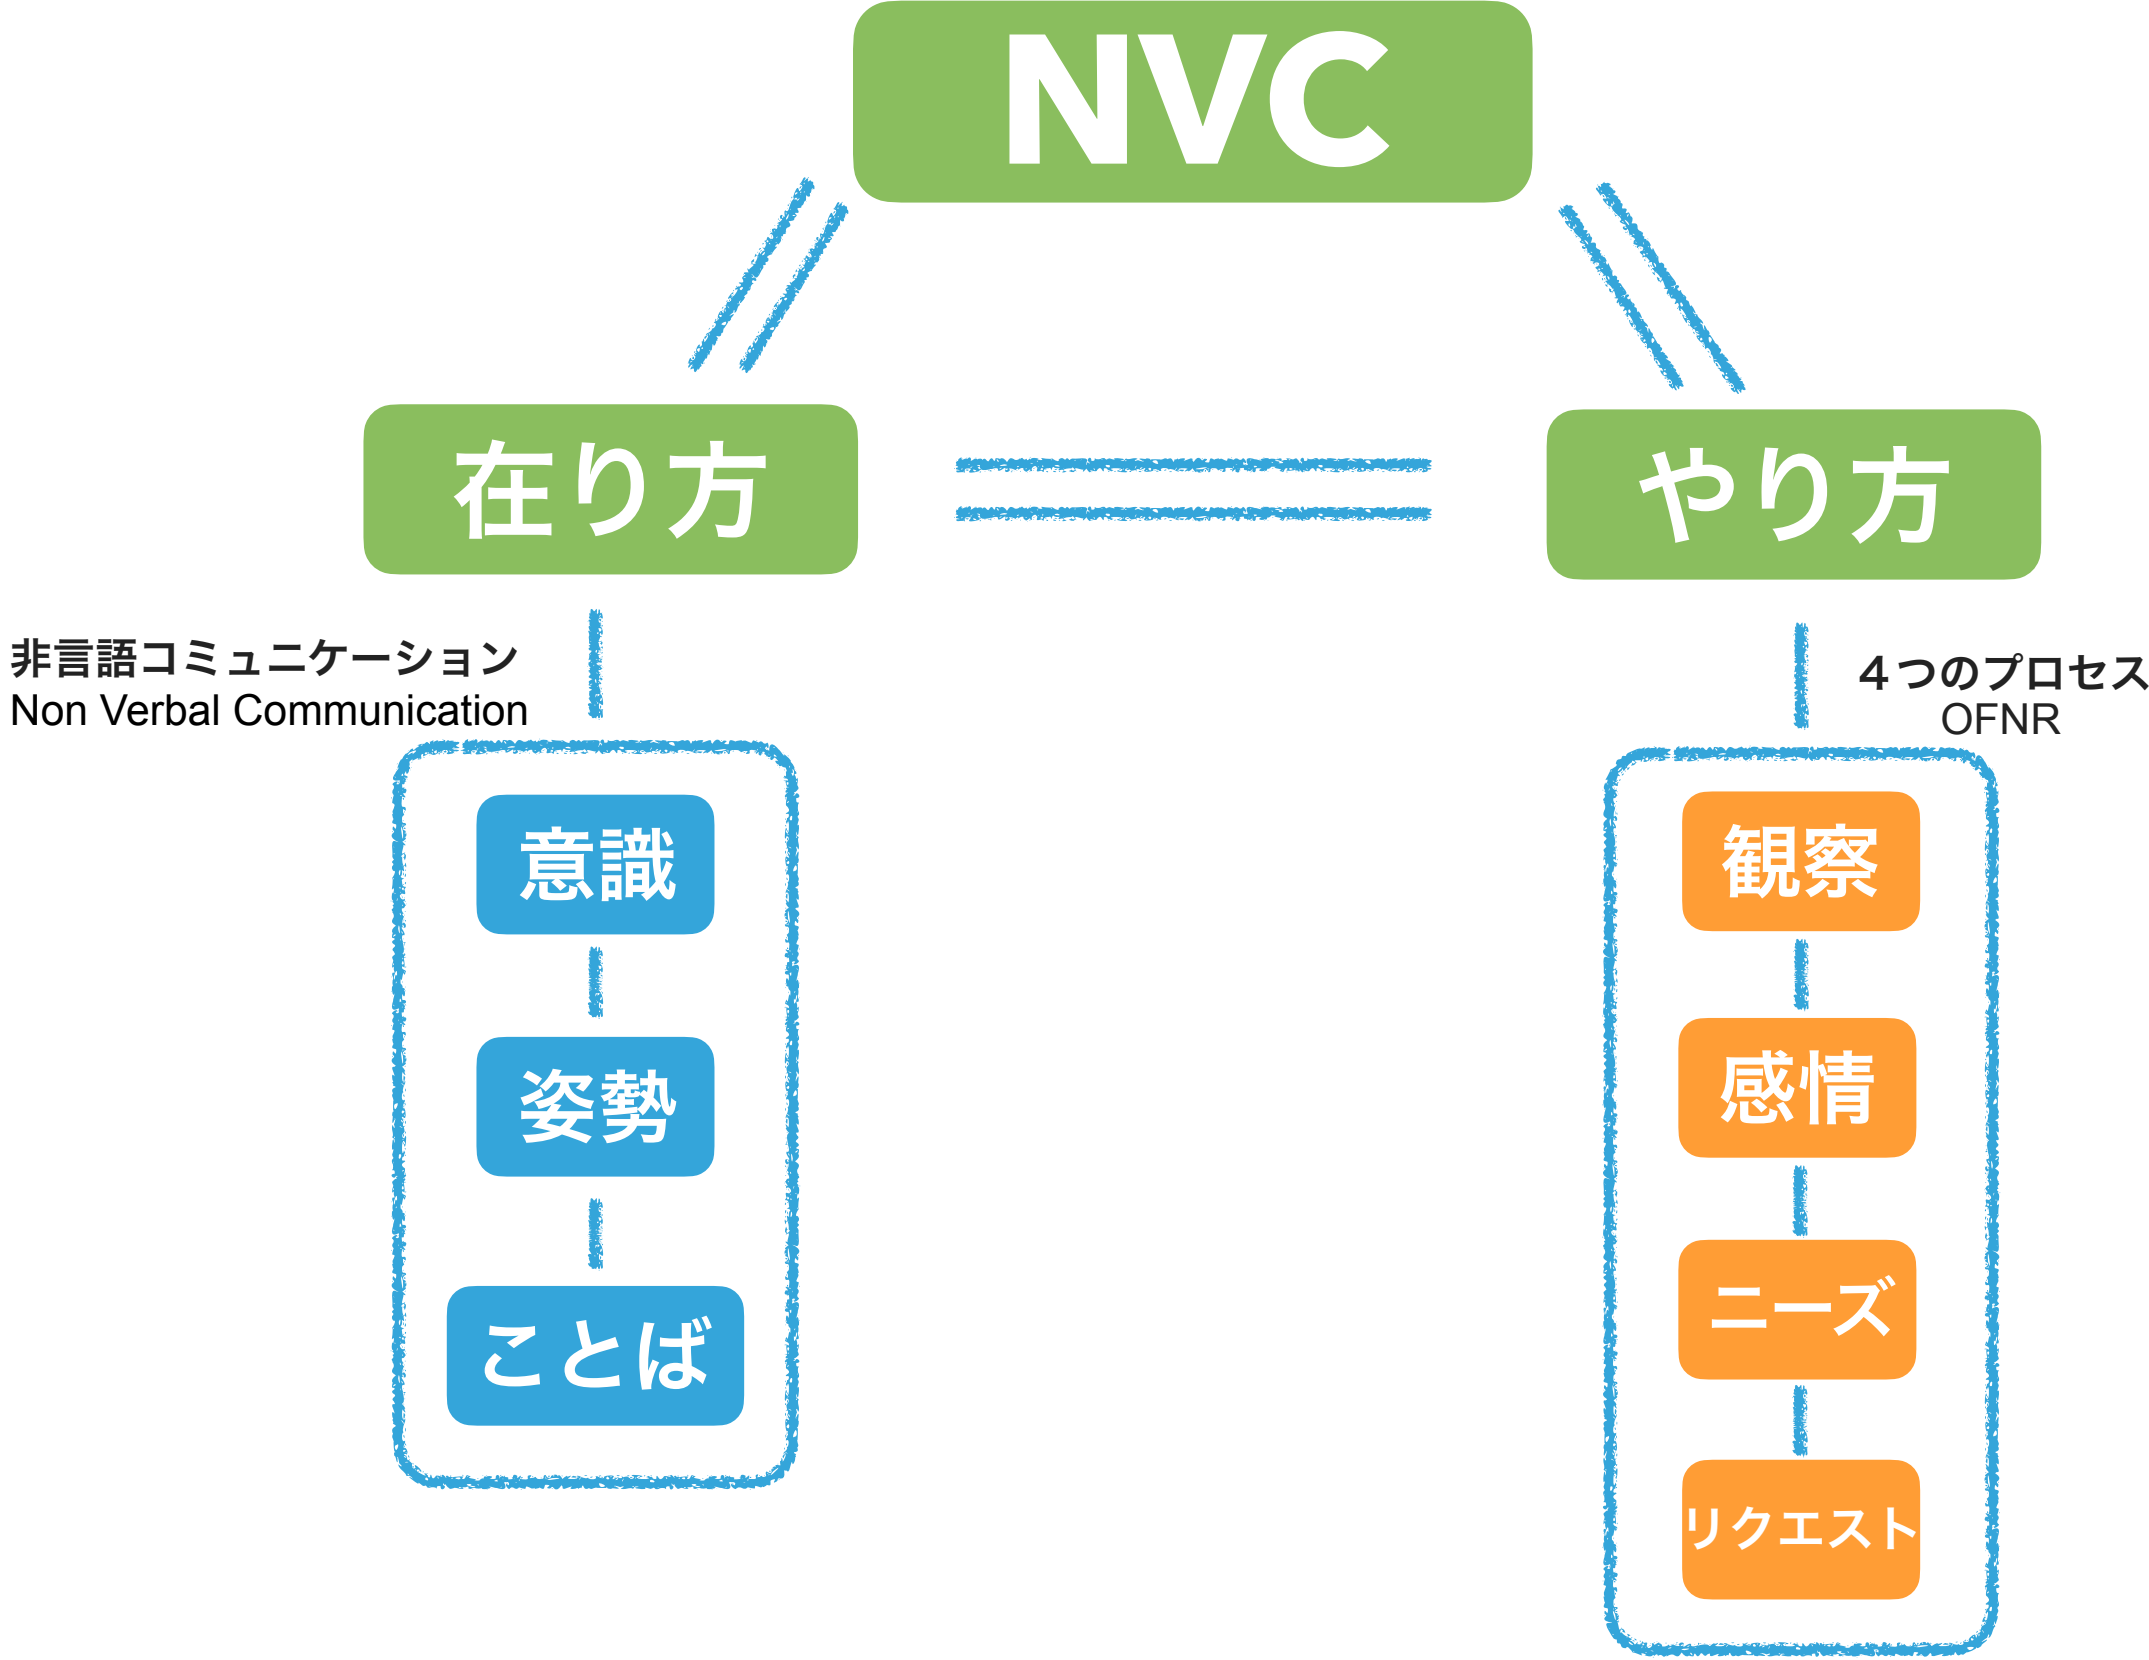 NVC
在り方
やり方
非言語コミュニケーション
Non Verbal Communication
４つのプロセス
OFNR
意識
姿勢
ことば
観察
感情
ニーズ
リクエスト